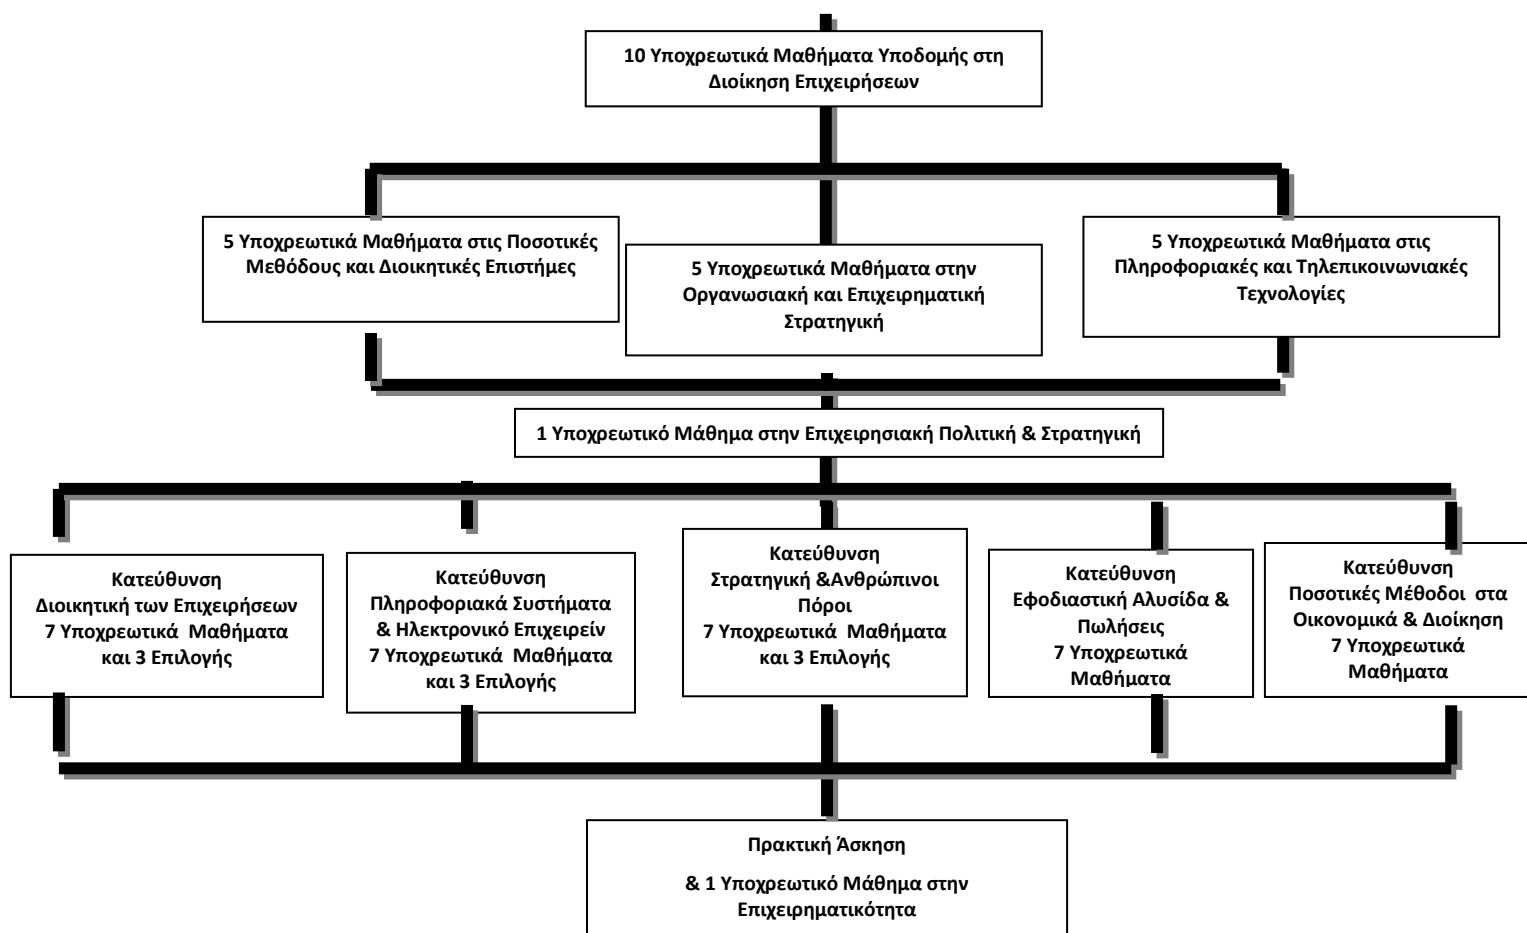 10 Υποχρεωτικά Μαθήματα Υποδομής στη
Διοίκηση Επιχειρήσεων
5 Υποχρεωτικά Μαθήματα στις Ποσοτικές
Μεθόδους και Διοικητικές Επιστήμες
5 Υποχρεωτικά Μαθήματα στην
Οργανωσιακή και Επιχειρηματική
Στρατηγική
5 Υποχρεωτικά Μαθήματα στις
Πληροφοριακές και Τηλεπικοινωνιακές
Τεχνολογίες
1 Υποχρεωτικό Μάθημα στην Επιχειρησιακή Πολιτική & Στρατηγική
Κατεύθυνση
Διοικητική των Επιχειρήσεων
7 Υποχρεωτικά Μαθήματα
και 3 Επιλογής
Κατεύθυνση
Πληροφοριακά Συστήματα
& Ηλεκτρονικό Επιχειρείν
7 Υποχρεωτικά Μαθήματα
και 3 Επιλογής
Κατεύθυνση
Στρατηγική &Ανθρώπινοι
Πόροι
7 Υποχρεωτικά Μαθήματα
και 3 Επιλογής
Κατεύθυνση
Εφοδιαστική Αλυσίδα &
Πωλήσεις
7 Υποχρεωτικά
Μαθήματα
Κατεύθυνση
Ποσοτικές Μέθοδοι στα
Οικονομικά & Διοίκηση
7 Υποχρεωτικά
Μαθήματα
Πρακτική Άσκηση
& 1 Υποχρεωτικό Μάθημα στην
Επιχειρηματικότητα